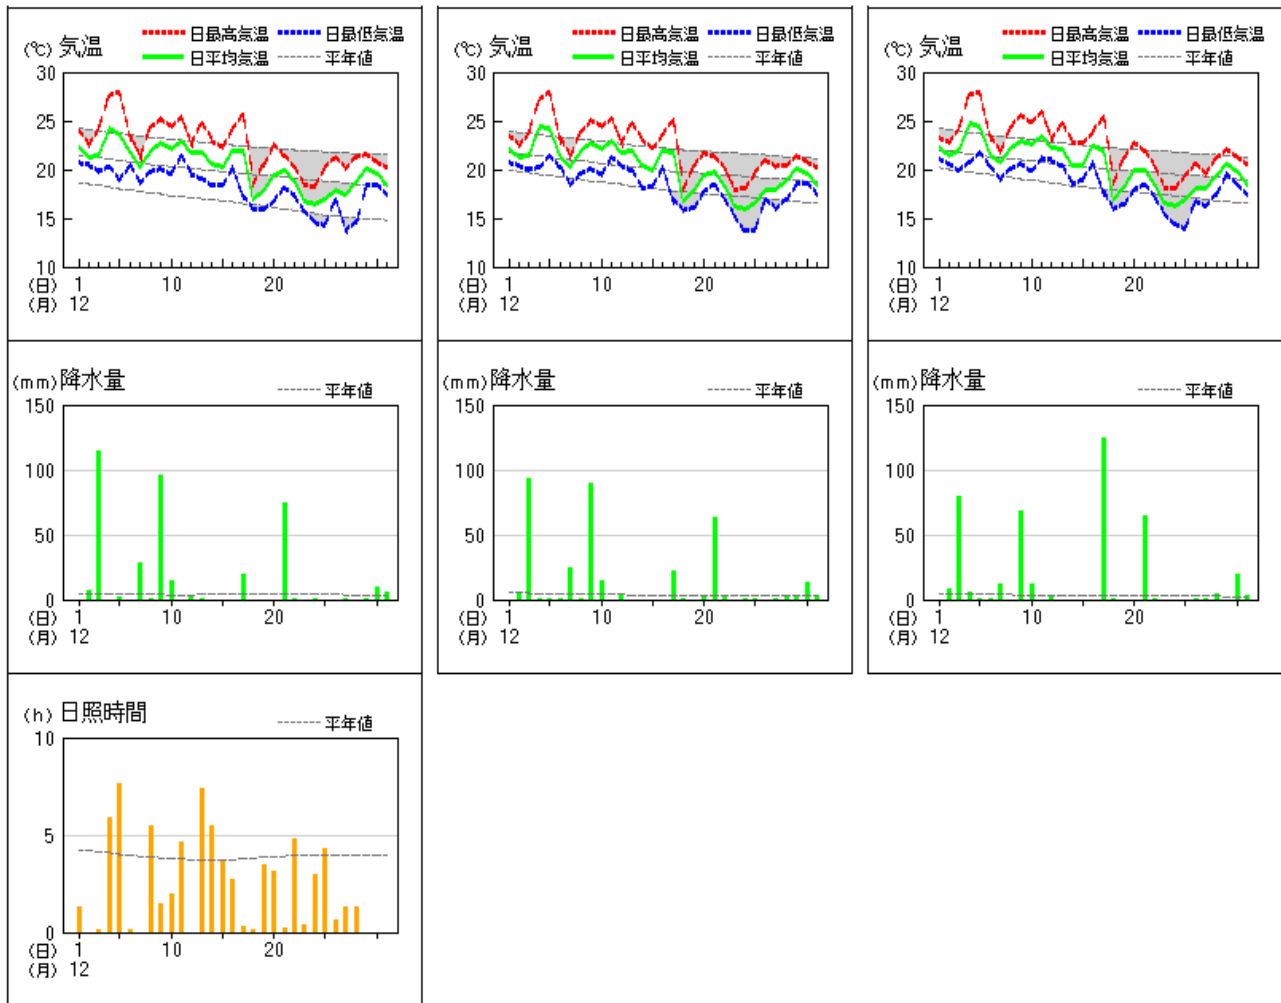 日最高気温 日最低気温
(℃) 気温
日平均気温 平年値
30
25
20
15
10
(日) 1 10 20
(月) 12
日最高気温 日最低気温
(℃) 気温
日平均気温 平年値
30
25
20
15
10
(日) 1 10 20
(月) 12
日最高気温 日最低気温
(℃) 気温
日平均気温 平年値
30
25
20
15
10
(日) 1 10 20
(月) 12
(mm) 降水量 平年値
150
100
50
0
(日) 1 10 20
(月) 12
(mm) 降水量 平年値
150
100
50
0
(日) 1 10 20
(月) 12
(mm) 降水量 平年値
150
100
50
0
(日) 1 10 20
(月) 12
(h) 日照時間 平年値
10
5
0
(日) 1 10 20
(月) 12